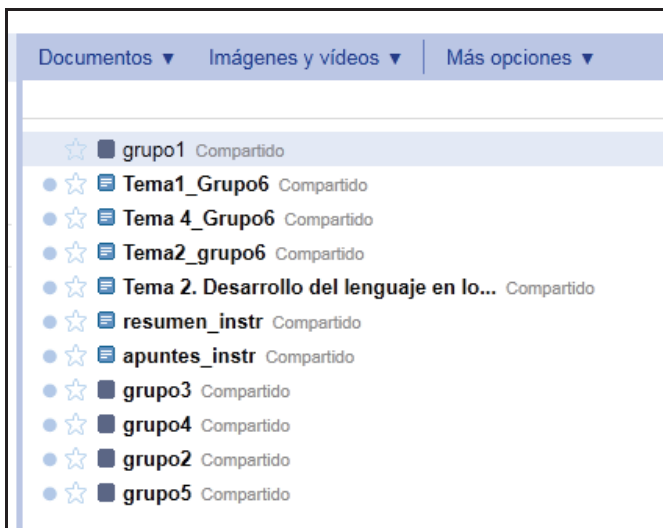 Documentos ▼ Imágenes y vídeos ▼ Más opciones ▼
grupo1 Compartido
Tema1_Grupo6 Compartido
Tema 4_Grupo6 Compartido
Tema2_grupo6 Compartido
Tema 2. Desarrollo del lenguaje en lo... Compartido
resumen_instr Compartido
apuntes_instr Compartido
grupo3 Compartido
grupo4 Compartido
grupo2 Compartido
grupo5 Compartido